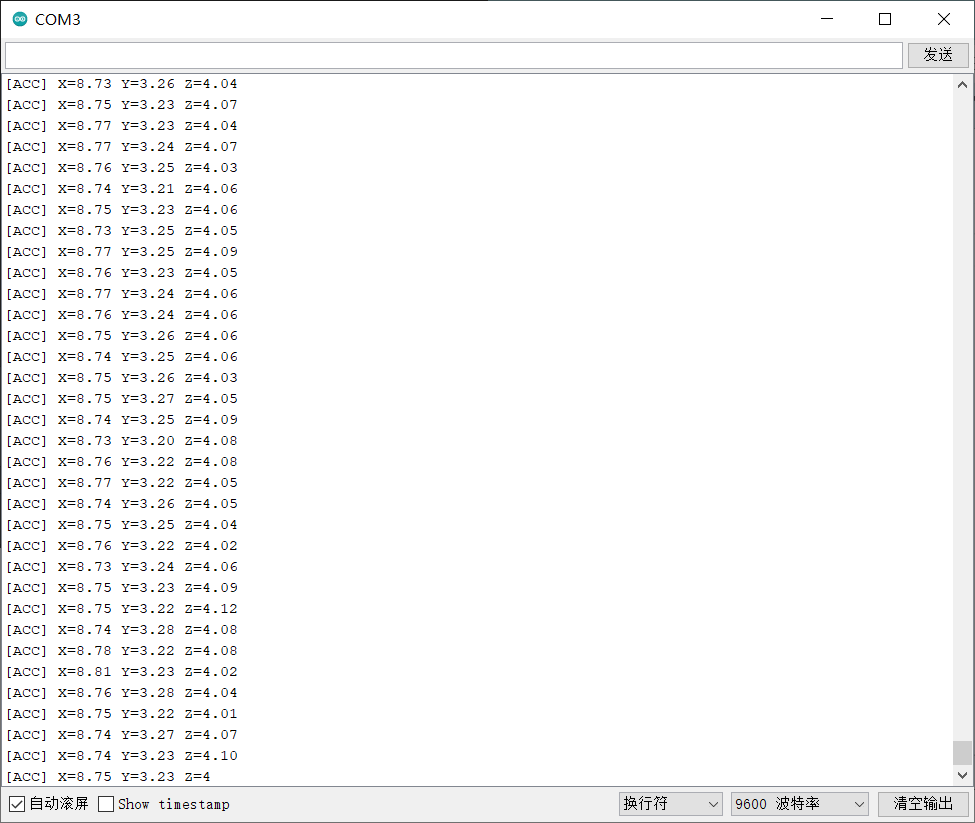 COM3
发送
[ACC] X=8.73 Y=3.26 Z=4.04
[ACC] X=8.75 Y=3.23 Z=4.07
[ACC] X=8.77 Y=3.23 Z=4.04
[ACC] X=8.77 Y=3.24 Z=4.07
[ACC] X=8.76 Y=3.25 Z=4.03
[ACC] X=8.74 Y=3.21 Z=4.06
[ACC] X=8.75 Y=3.23 Z=4.06
[ACC] X=8.73 Y=3.25 Z=4.05
[ACC] X=8.77 Y=3.25 Z=4.09
[ACC] X=8.76 Y=3.23 Z=4.05
[ACC] X=8.77 Y=3.24 Z=4.06
[ACC] X=8.76 Y=3.24 Z=4.06
[ACC] X=8.75 Y=3.26 Z=4.06
[ACC] X=8.74 Y=3.25 Z=4.06
[ACC] X=8.75 Y=3.26 Z=4.03
[ACC] X=8.75 Y=3.27 Z=4.05
[ACC] X=8.74 Y=3.25 Z=4.09
[ACC] X=8.73 Y=3.20 Z=4.08
[ACC] X=8.76 Y=3.22 Z=4.08
[ACC] X=8.77 Y=3.22 Z=4.05
[ACC] X=8.74 Y=3.26 Z=4.05
[ACC] X=8.75 Y=3.25 Z=4.04
[ACC] X=8.76 Y=3.22 Z=4.02
[ACC] X=8.73 Y=3.24 Z=4.06
[ACC] X=8.75 Y=3.23 Z=4.09
[ACC] X=8.75 Y=3.22 Z=4.12
[ACC] X=8.74 Y=3.28 Z=4.08
[ACC] X=8.78 Y=3.22 Z=4.08
[ACC] X=8.81 Y=3.23 Z=4.02
[ACC] X=8.76 Y=3.28 Z=4.04
[ACC] X=8.75 Y=3.22 Z=4.01
[ACC] X=8.74 Y=3.27 Z=4.07
[ACC] X=8.74 Y=3.23 Z=4.10
[ACC] X=8.75 Y=3.23 Z=4
自动滚屏 Show timestamp 换行符 9600 波特率 清空输出